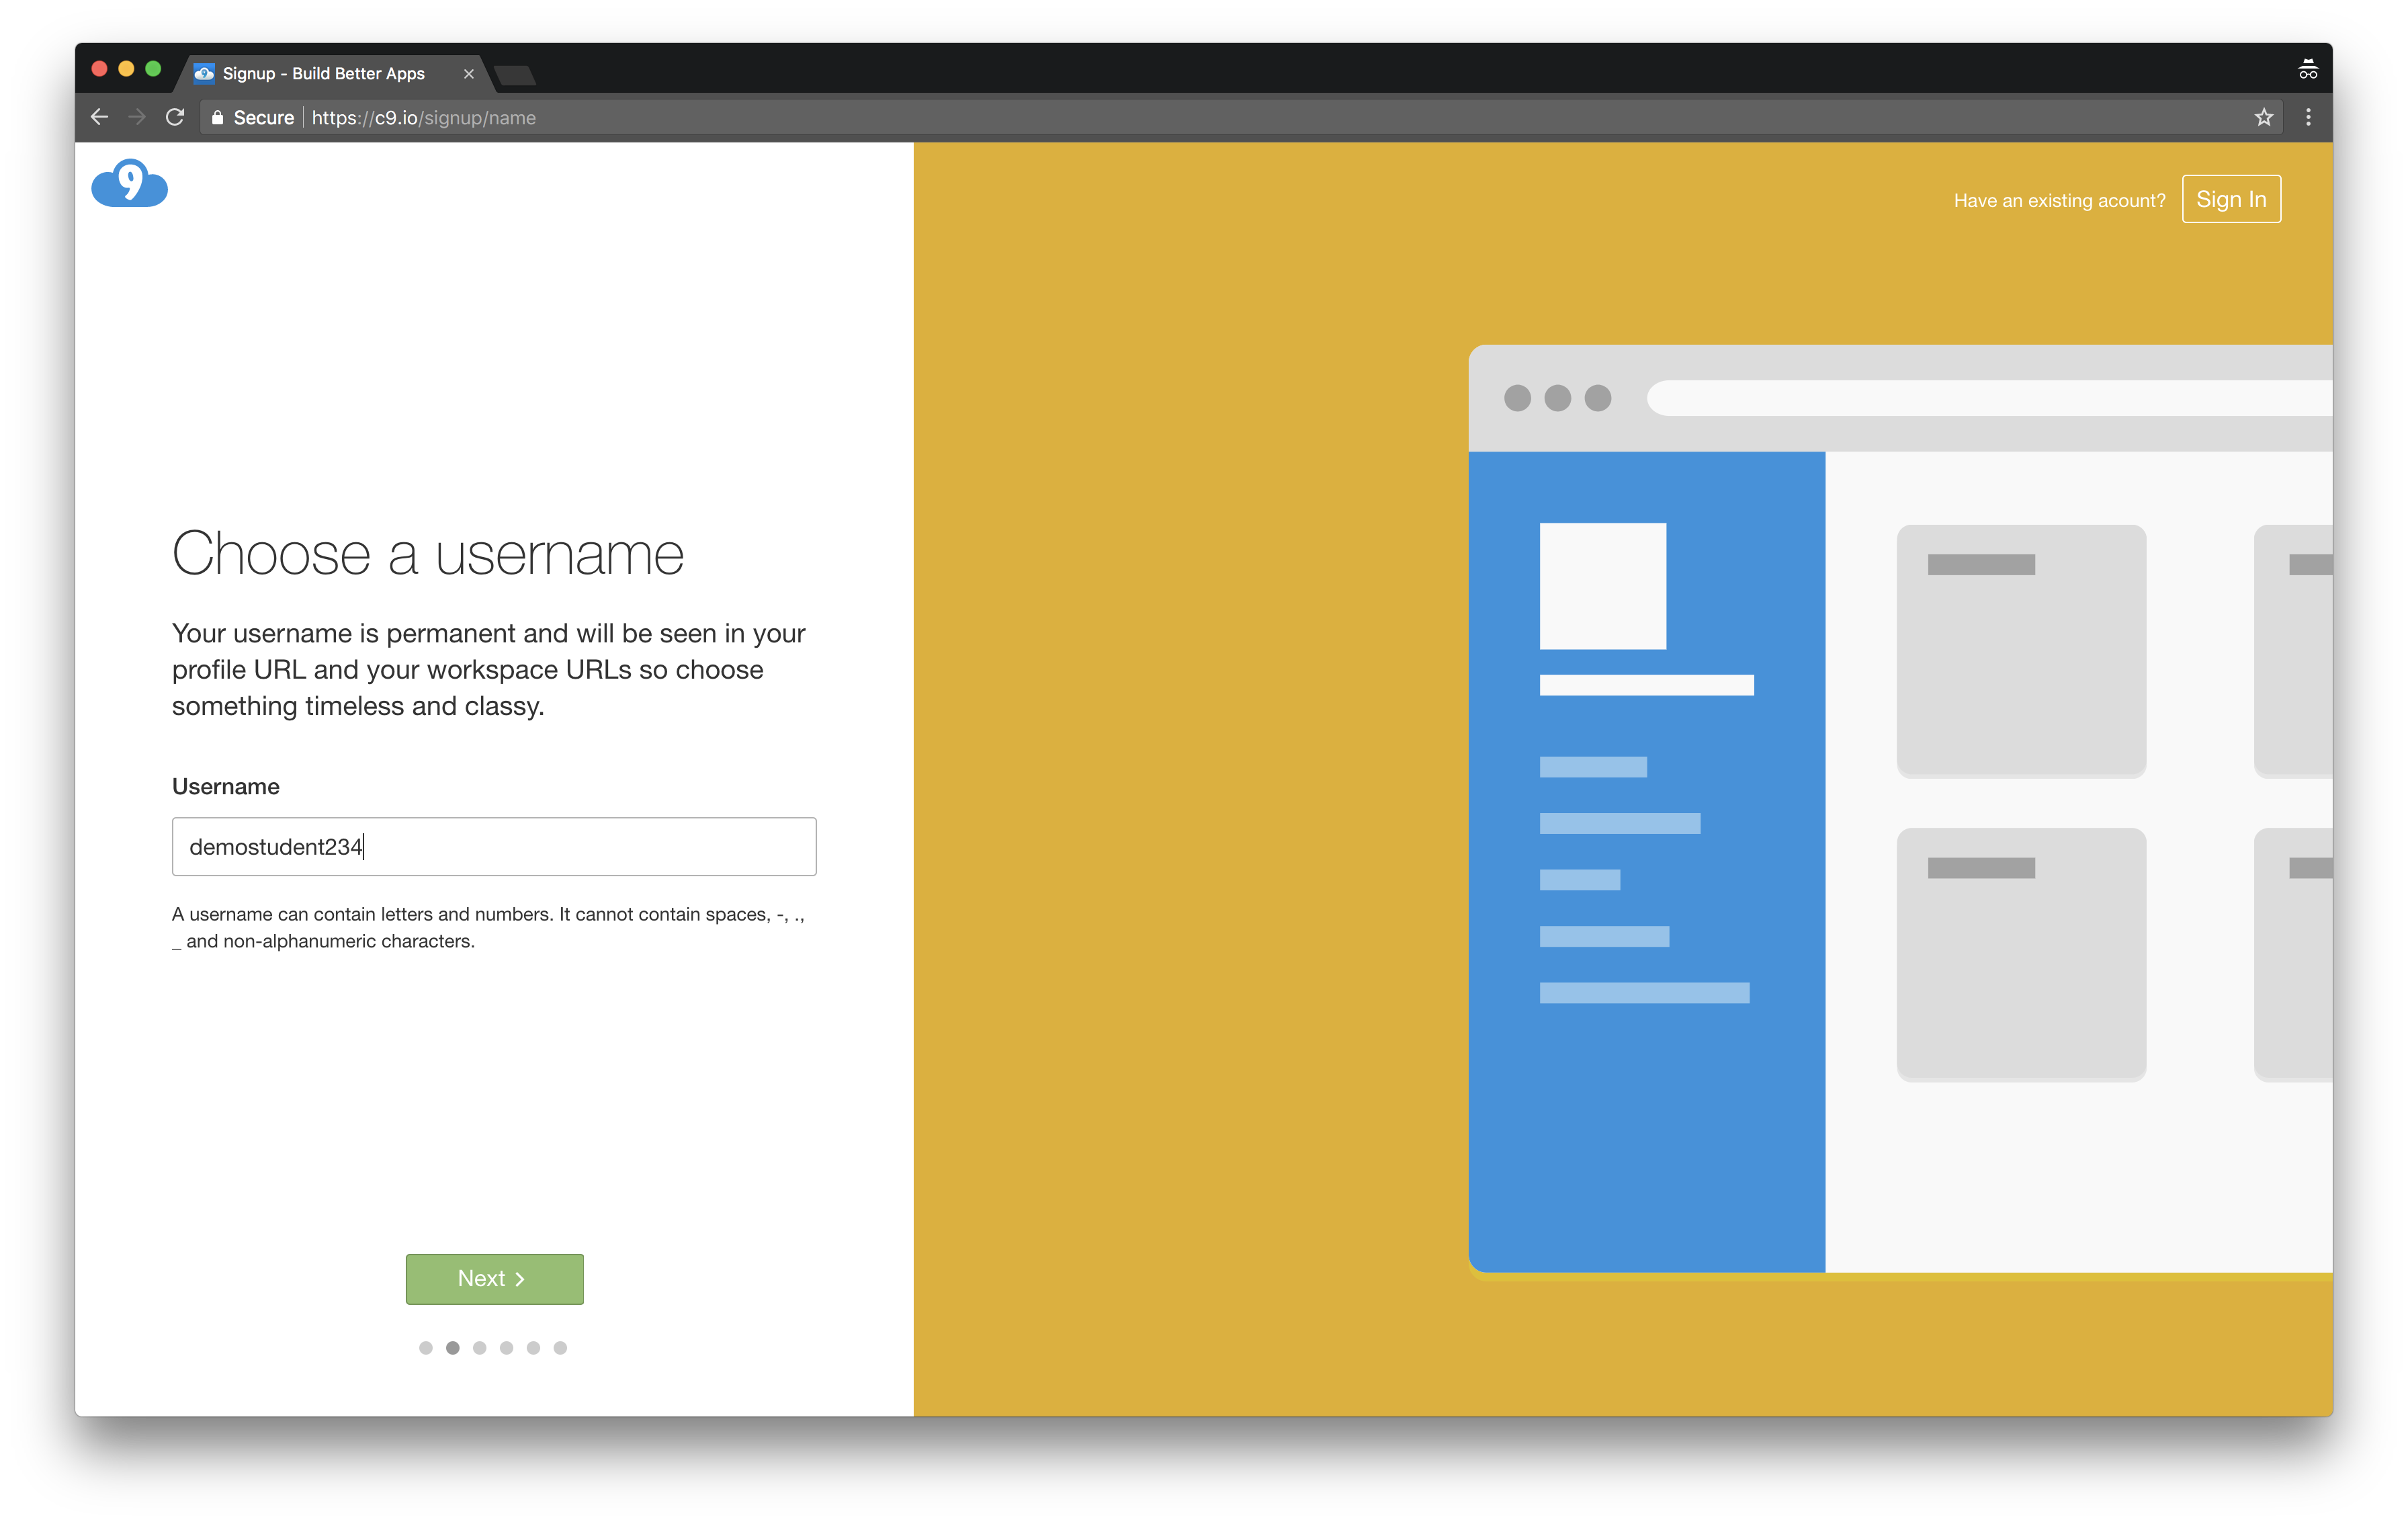 Signup - Build Better Apps
Secure https://c9.io/signup/name
9
Have an existing acount? Sign In
Choose a username
Your username is permanent and will be seen in your
profile URL and your workspace URLs so choose
something timeless and classy.
Username
demostudent234
A username can contain letters and numbers. It cannot contain spaces, -, .,
_ and non-alphanumeric characters.
Next